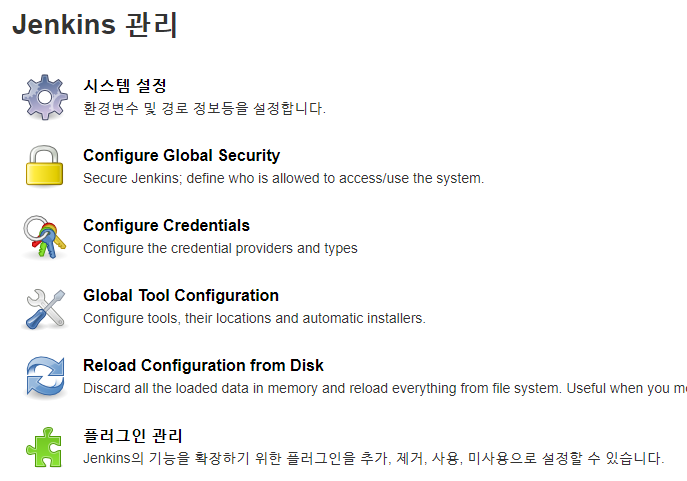 Jenkins 관리
시스템 설정
환경변수 및 경로 정보등을 설정합니다.
Configure Global Security
Secure Jenkins; define who is allowed to access/use the system.
Configure Credentials
Configure the credential providers and types
Global Tool Configuration
Configure tools, their locations and automatic installers.
Reload Configuration from Disk
Discard all the loaded data in memory and reload everything from file system. Useful when you
플러그인 관리
Jenkins의 기능을 확장하기 위한 플러그인을 추가, 제거, 사용, 미사용으로 설정할 수 있습니다.